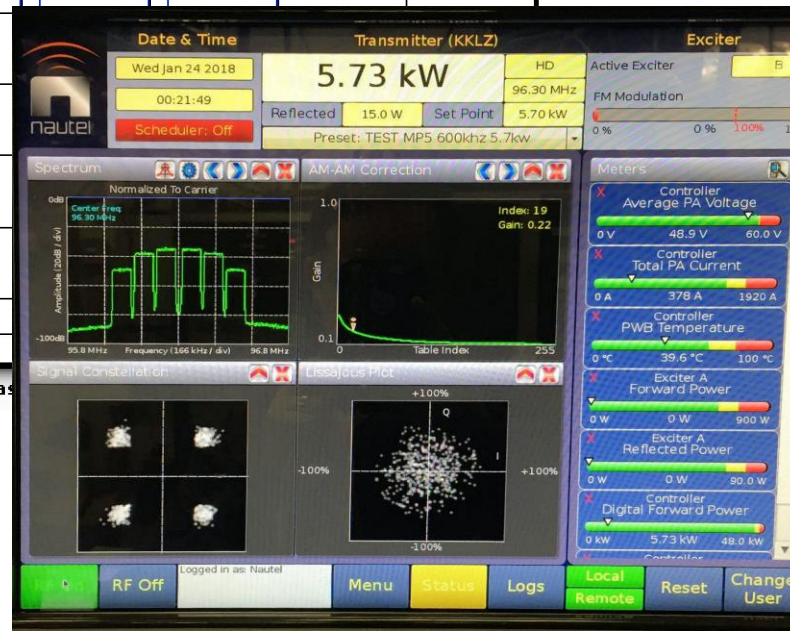 Date & Time
Transmitter (KKLZ)
Exciter
nautel
Wed Jan 24 2018
00:21:49
Scheduler: Off
5.73 kW
HD
96.30 MHz
Reflected
15.0 W
Set Point
5.70 kW
Preset: TEST MP5 600khz 5.7kw
Active Exciter
B
FM Modulation
0 %
0 %
100%
Spectrum
Normalized To Carrier
0dB
Center Freq:
96.30 MHz
Amplitude (20dB / div)
-100dB
95.8 MHz
Frequency (166 kHz / div)
96.8 MHz
AM-AM Correction
1.0
Index: 19
Gain: 0.22
Gain
0.1
0
Table Index
255
Signal Constellation
Lissajous Plot
+100%
Q
-100%
I
+100%
-100%
Meters
X
Controller
Average PA Voltage
0 V
48.9 V
60.0 V
X
Controller
Total PA Current
0 A
378 A
1920 A
X
Controller
PWB Temperature
0 °C
39.6 °C
100 °C
X
Exciter A
Forward Power
0 W
0 W
900 W
X
Exciter A
Reflected Power
0 W
0 W
90.0 W
X
Controller
Digital Forward Power
0 kW
5.73 kW
48.0 kW
Controller
RF Off
Logged in as: Nautel
Menu
Status
Logs
Local
Remote
Reset
Change
User